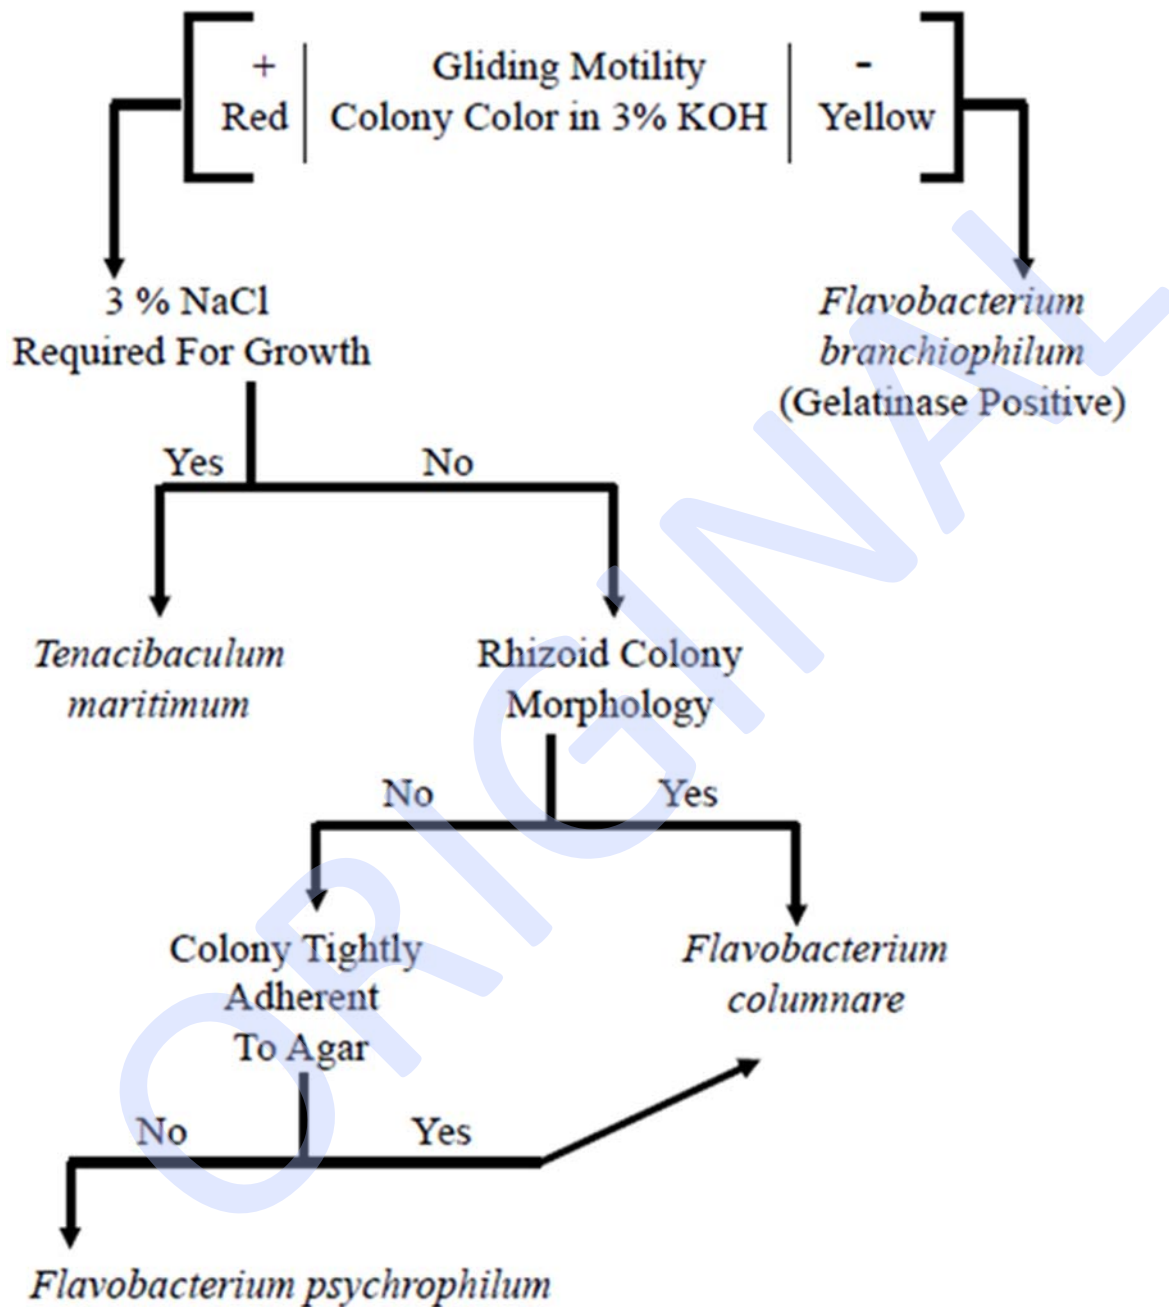 + Gliding Motility -
Red Colony Color in 3% KOH Yellow
3 % NaCl
Required For Growth
Flavobacterium
branchiophilum
(Gelatinase Positive)
Yes No
Tenacibaculum
maritimum
Rhizoid Colony
Morphology
No Yes
Colony Tightly
Adherent
To Agar
Flavobacterium
columnare
No Yes
Flavobacterium psychrophilum
ORIGINAL